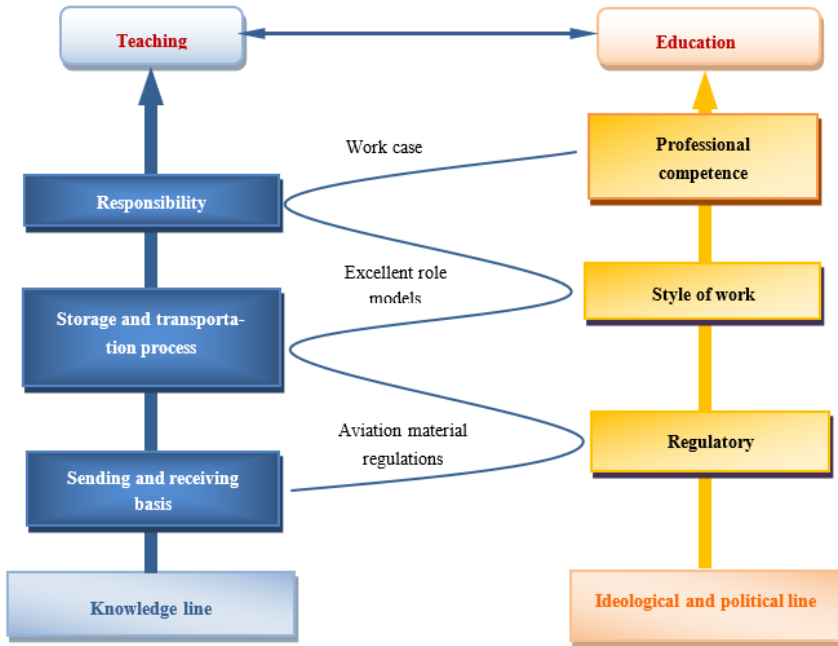 Teaching
Education
Work case
Professional
competence
Responsibility
Excellent role
models
Style of work
Storage and transporta-
tion process
Aviation material
regulations
Regulatory
Sending and receiving
basis
Knowledge line
Ideological and political line